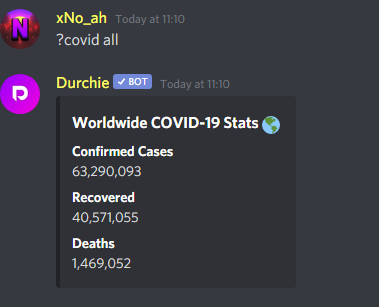 xNo_ah Today at 11:10
?covid all
Durchie ✓ BOT Today at 11:10
Worldwide COVID-19 Stats 🌎
Confirmed Cases
63,290,093
Recovered
40,571,055
Deaths
1,469,052